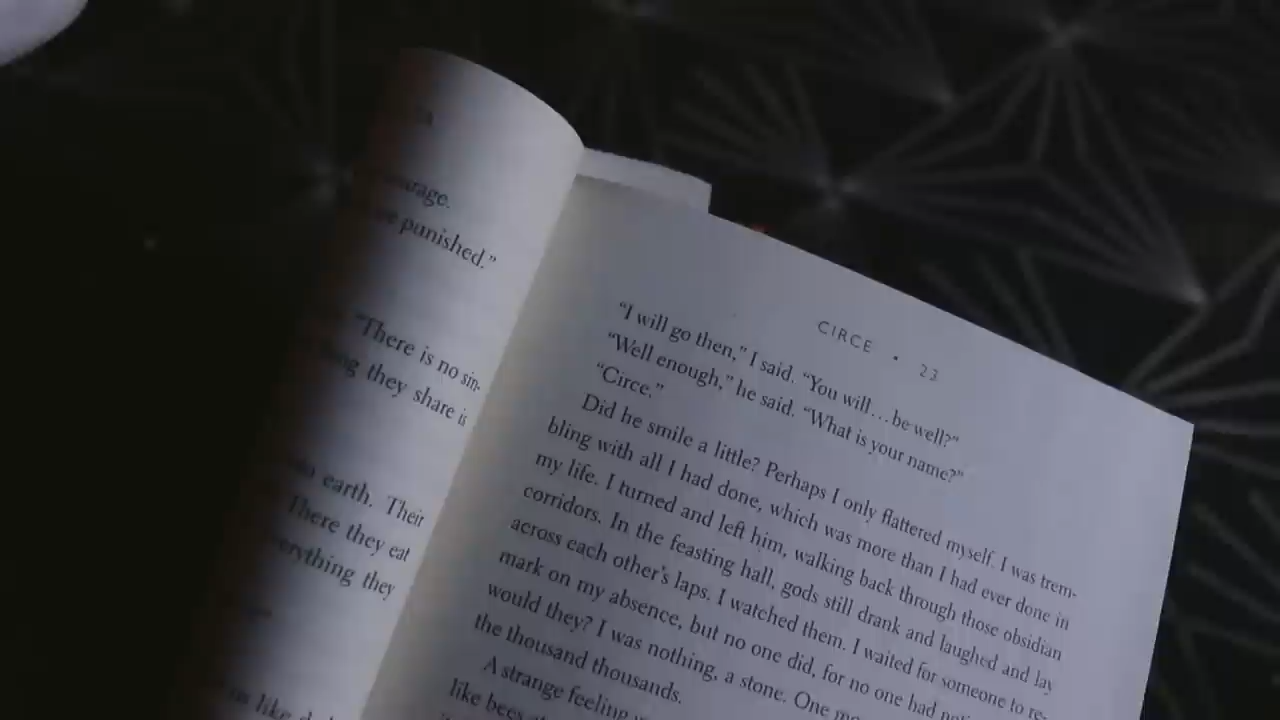 punished.”
“There is no sin-
they share is
earth. Their
There they eat
they
CIRCE • 23
“I will go then,” I said. “You will…be well?”
“Well enough,” he said. “What is your name?”
“Circe.”
Did he smile a little? Perhaps I only flattered myself. I was trem-
bling with all I had done, which was more than I had ever done in
my life. I turned and left him, walking back through those obsidian
corridors. In the feasting hall, gods still drank and laughed and lay
across each other’s laps. I watched them. I waited for someone to re-
mark on my absence, but no one did, for no one had
would they? I was nothing, a stone. One
the thousand thousands.
A strange feeling
like bees